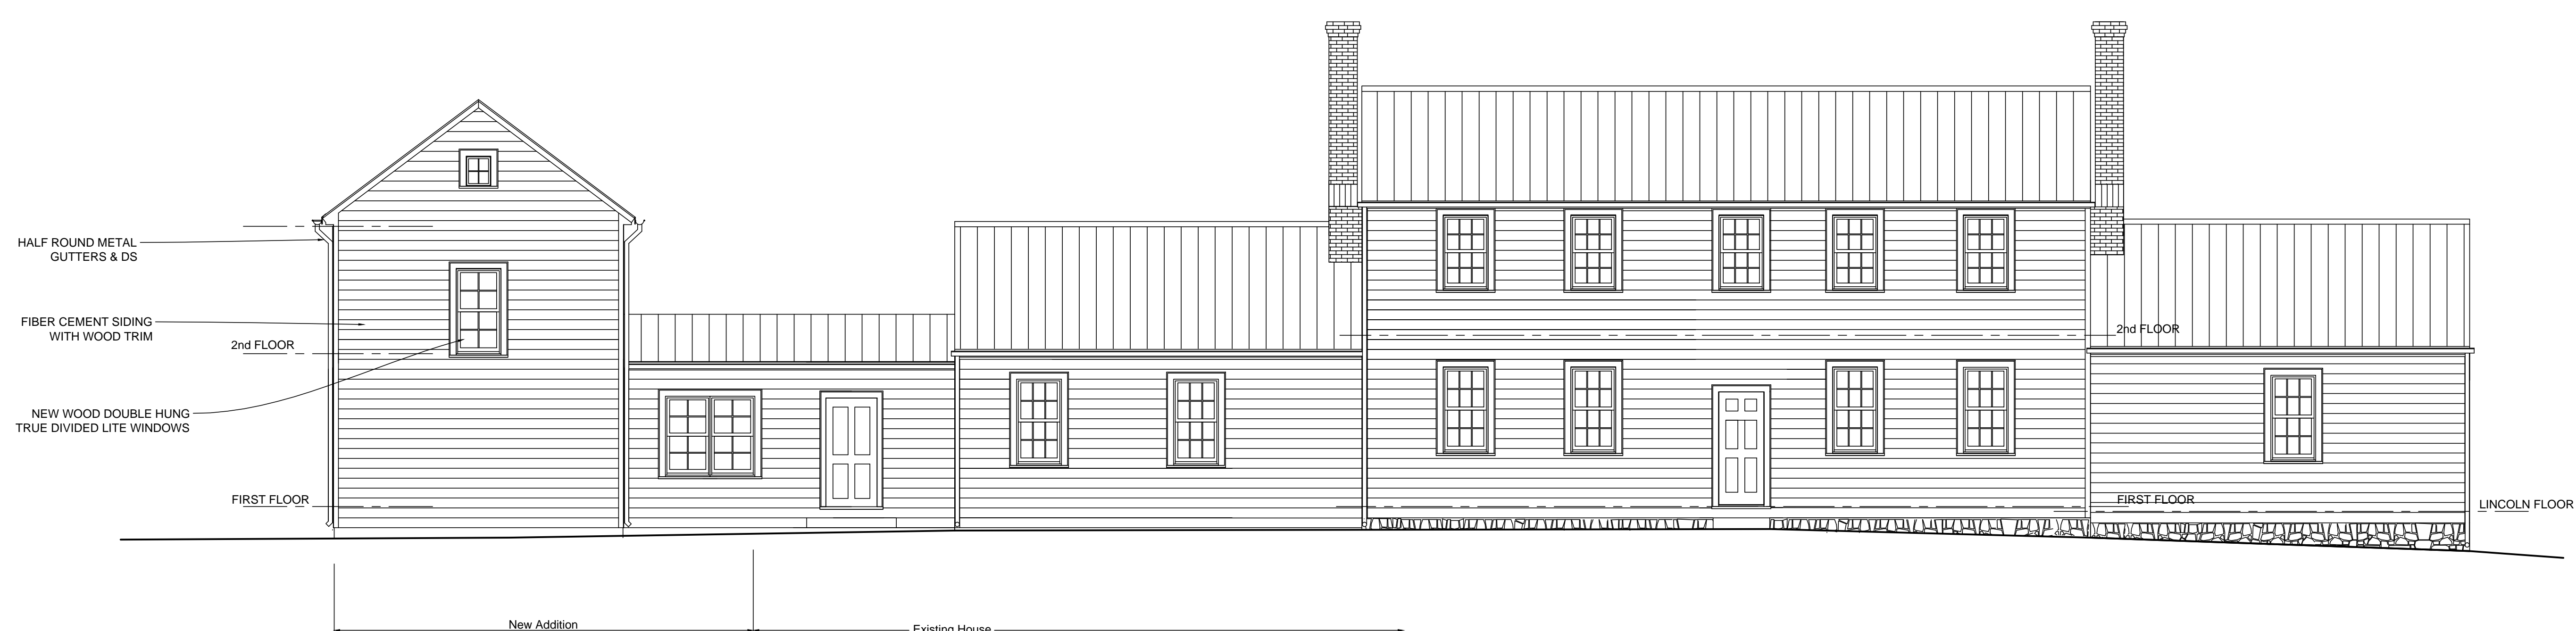 HALF ROUND METAL
GUTTERS & DS
FIBER CEMENT SIDING
WITH WOOD TRIM
2nd FLOOR
NEW WOOD DOUBLE HUNG
TRUE DIVIDED LITE WINDOWS
FIRST FLOOR
2nd FLOOR
FIRST FLOOR
LINCOLN FLOOR
New Addition
Existing House